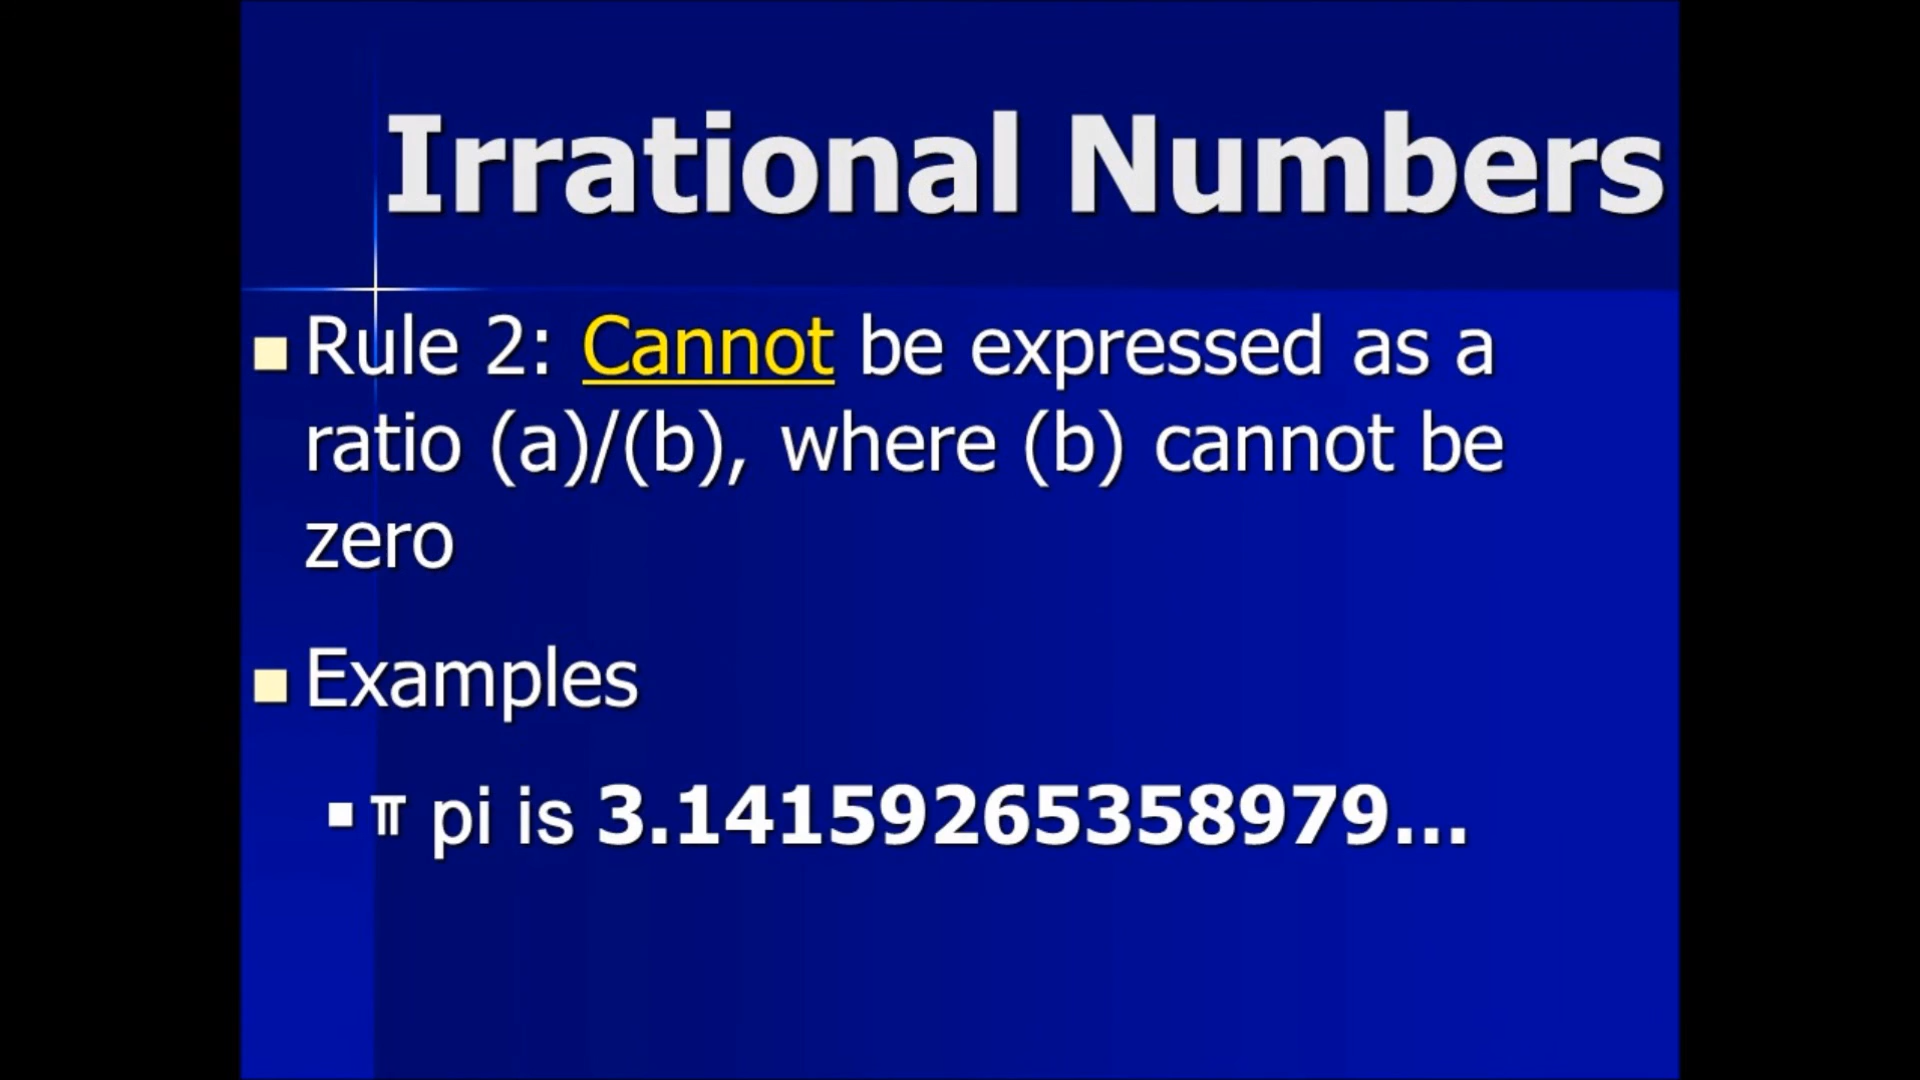 Irrational Numbers
Rule 2: Cannot be expressed as a
ratio (a)/(b), where (b) cannot be
zero
Examples
π pi is 3.14159265358979...